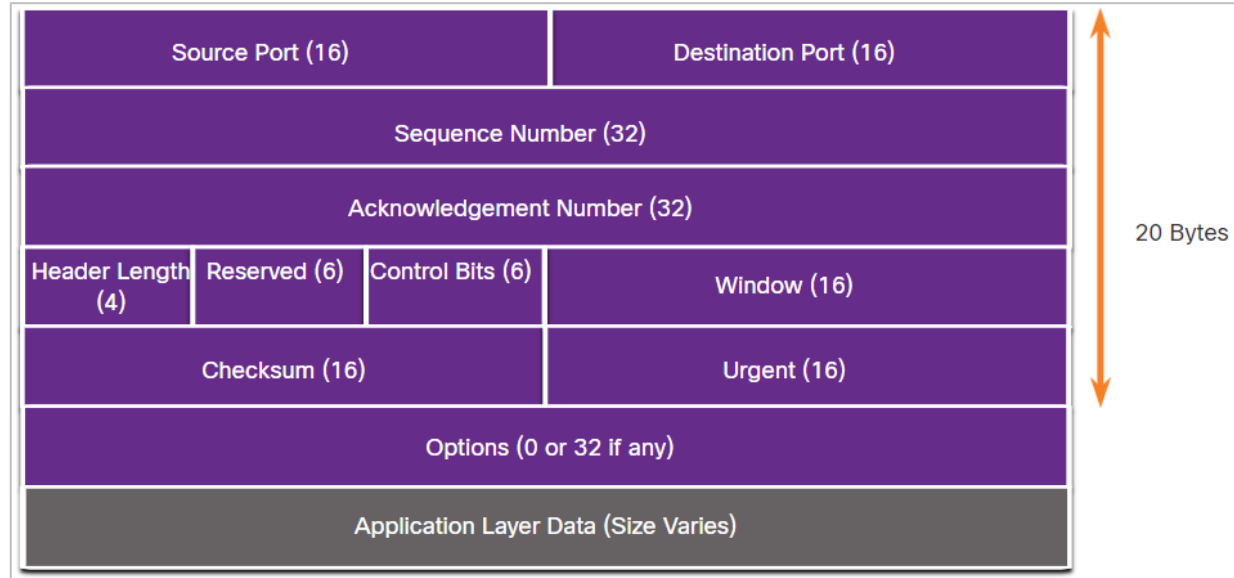 Source Port (16)
Destination Port (16)
Sequence Number (32)
Acknowledgement Number (32)
20 Bytes
Header Length
(4)
Reserved (6)
Control Bits (6)
Window (16)
Checksum (16)
Urgent (16)
Options (0 or 32 if any)
Application Layer Data (Size Varies)